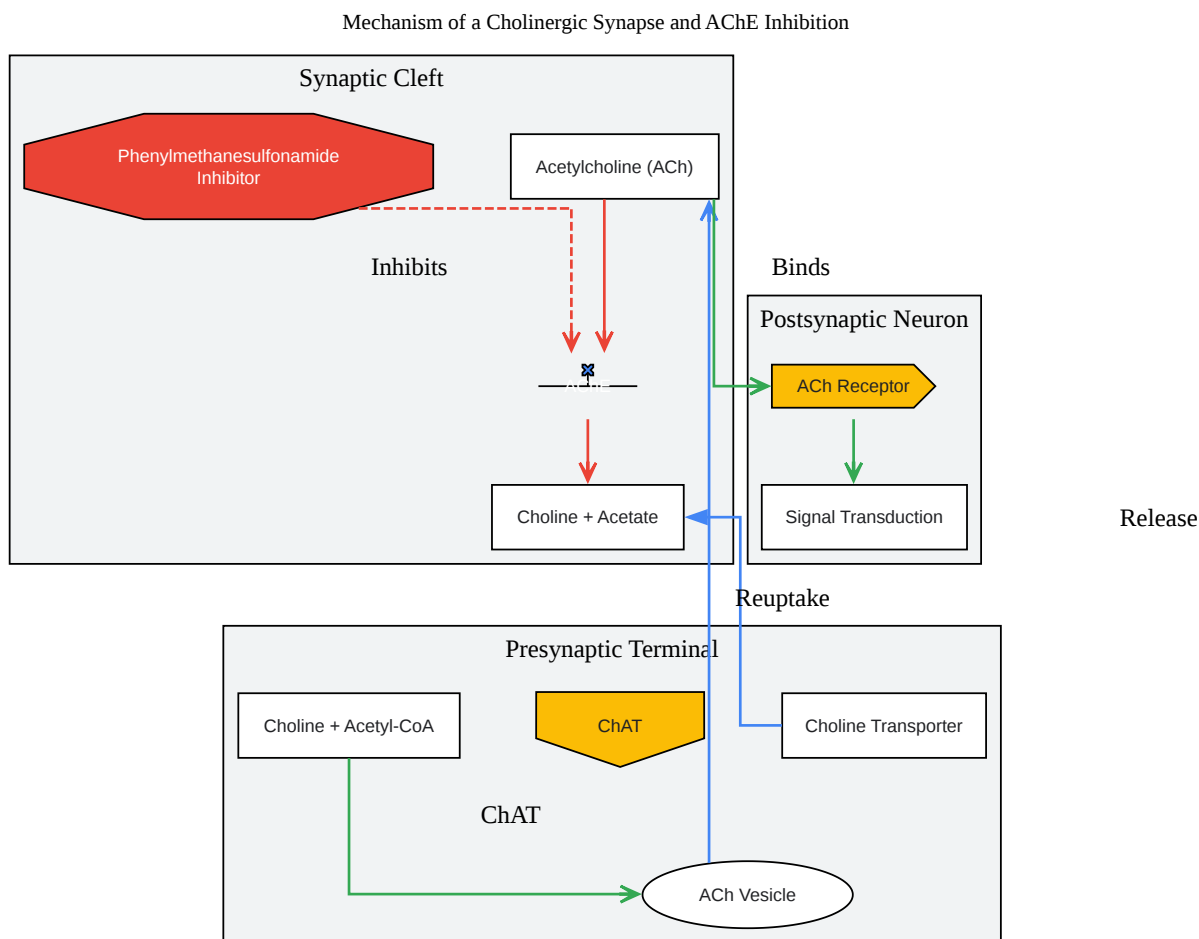 Mechanism of a Cholinergic Synapse and AChE Inhibition
Synaptic Cleft
Phenylmethanesulfonamide
Inhibitor
Acetylcholine (ACh)
Inhibits
Binds
Postsynaptic Neuron
ACh Receptor
Choline + Acetate
Signal Transduction
Release
Reuptake
Presynaptic Terminal
Choline + Acetyl-CoA
ChAT
Choline Transporter
ChAT
ACh Vesicle